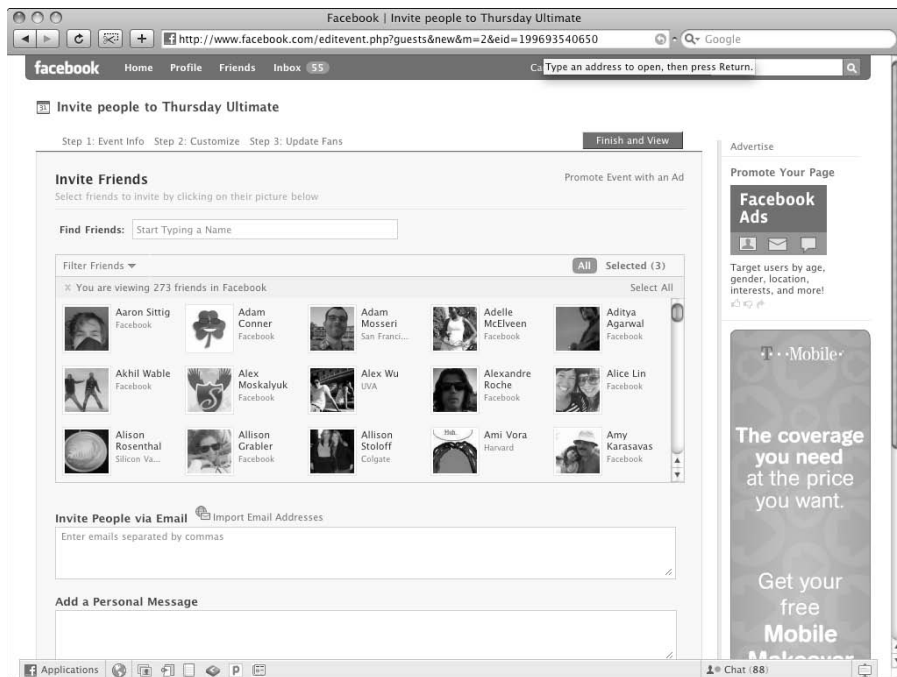 Facebook | Invite people to Thursday Ultimate
http://www.facebook.com/editevent.php?guests&new&m=2&eid=199693540650
Google
facebook Home Profile Friends Inbox 55 Ca
Type an address to open, then press Return.
31 Invite people to Thursday Ultimate
Step 1: Event Info Step 2: Customize Step 3: Update Fans
Finish and View
Invite Friends
Promote Event with an Ad
Select friends to invite by clicking on their picture below
Find Friends: Start Typing a Name
Filter Friends
All Selected (3)
× You are viewing 273 friends in Facebook
Select All
Aaron Sittig
Facebook
Adam
Conner
Facebook
Adam
Mosseri
San Franci...
Adelle
McElveen
Facebook
Aditya
Agarwal
Facebook
Akhil Wable
Facebook
Alex
Moskalyuk
Facebook
Alex Wu
UVA
Alexandre
Roche
Facebook
Alice Lin
Facebook
Alison
Rosenthal
Silicon Va...
Allison
Grabler
Facebook
Allison
Stoloff
Colgate
Ami Vora
Harvard
Amy
Karasavas
Facebook
Invite People via Email Import Email Addresses
Enter emails separated by commas
Add a Personal Message
Advertise
Promote Your Page
Facebook
Ads
Target users by age,
gender, location,
interests, and more!
T-Mobile
The coverage
you need
at the price
you want.
Get your
free
Mobile
Makeover
Applications
Chat (88)